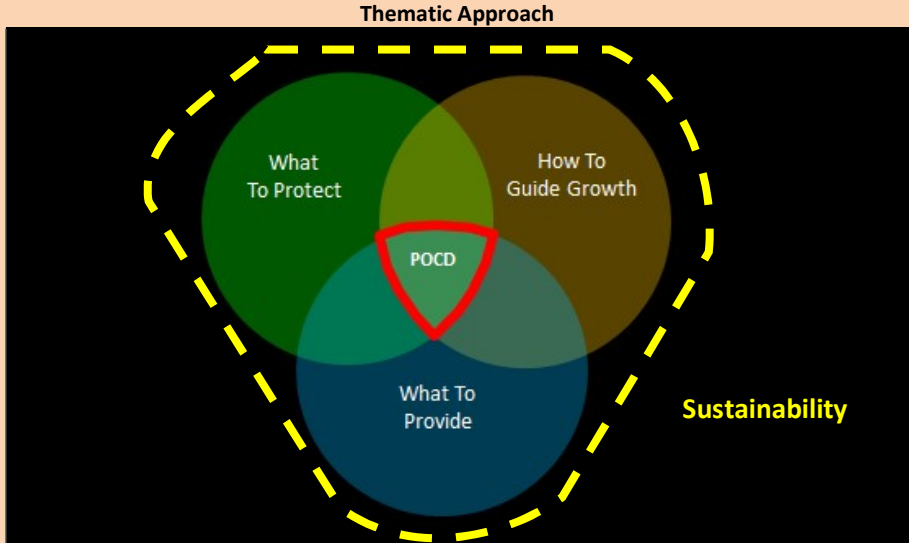 Thematic Approach
What
To Protect
How To
Guide Growth
POCD
What To
Provide
Sustainability